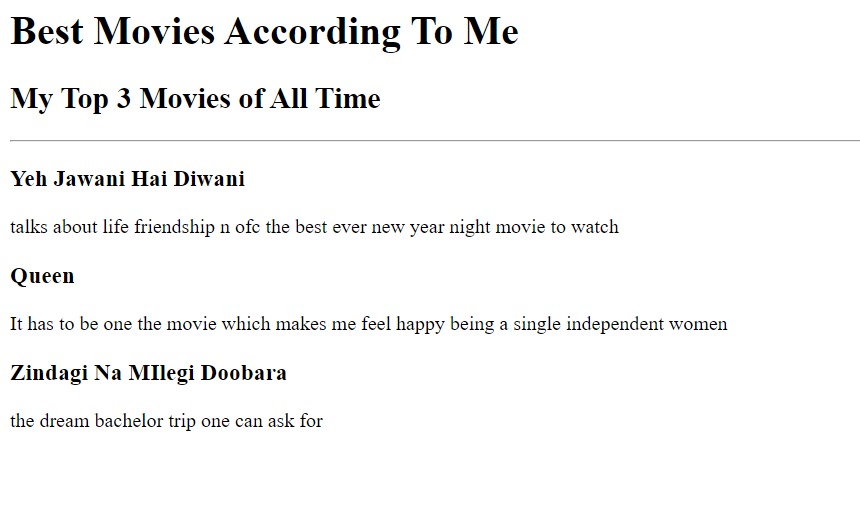 Best Movies According To Me
My Top 3 Movies of All Time
Yeh Jawani Hai Diwani
talks about life friendship n ofc the best ever new year night movie to watch
Queen
It has to be one the movie which makes me feel happy being a single independent women
Zindagi Na MIlegi Doobara
the dream bachelor trip one can ask for